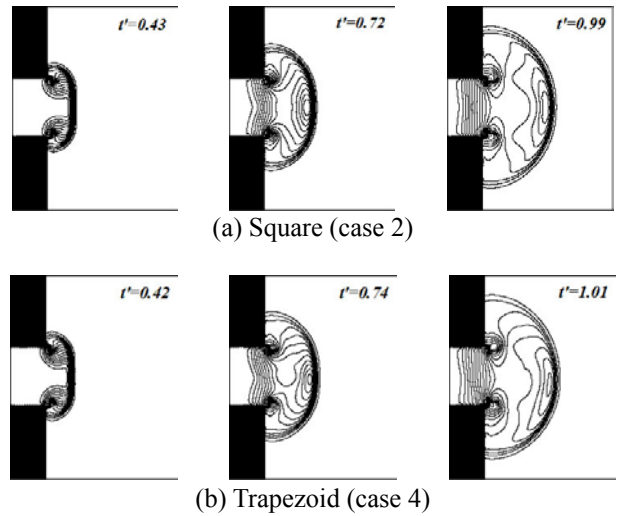 t'=0.43
t'=0.72
t'=0.99
(a) Square (case 2)
t'=0.42
t'=0.74
t'=1.01
(b) Trapezoid (case 4)